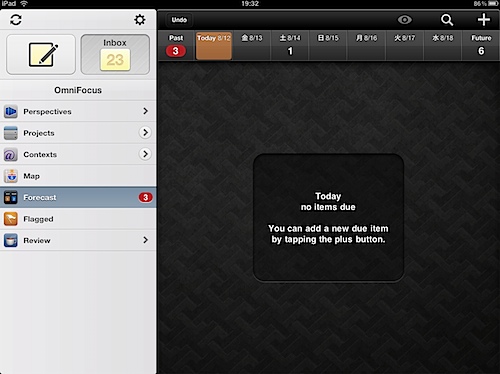 iPad 19:32 86%
Inbox
23
OmniFocus
Perspectives
Projects
Contexts
Map
Forecast 3
Flagged
Review
Undo
Past Today 8/12 金 8/13 土 8/14 日 8/15 月 8/16 火 8/17 水 8/18 Future
3 1 6
Today
no items due
You can add a new due item
by tapping the plus button.